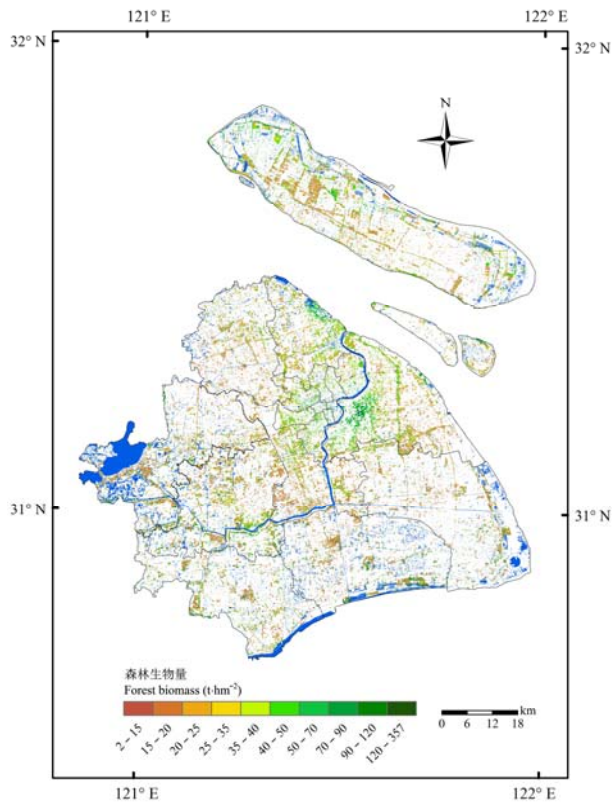 121° E 122° E
32° N 32° N
N
31° N 31° N
森林生物量
Forest biomass (t·hm⁻²)
km
2－15 15－20 20－25 25－35 35－40 40－50 50－70 70－90 90－120 120－357 0 6 12 18
121° E 122° E